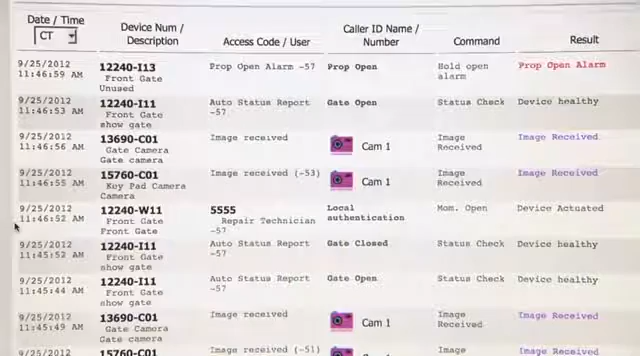 Date / Time
Device Num /
Description
Access Code / User
Caller ID Name /
Number
Command
Result
CT
9/25/2012
11:46:59 AM
12240-I13
Front Gate
Unused
Prop Open Alarm -57
Prop Open
Hold open
alarm
Prop Open Alarm
9/25/2012
11:46:53 AM
12240-I11
Front Gate
show gate
Auto Status Report
-57
Gate Open
Status Check
Device healthy
9/25/2012
11:46:56 AM
13690-C01
Gate Camera
Gate camera
Image received
Cam 1
Image
Received
Image Received
9/25/2012
11:46:55 AM
15760-C01
Key Pad Camera
Camera
Image received (-53)
Cam 1
Image
Received
Image Received
9/25/2012
11:46:52 AM
12240-W11
Front Gate
Front Gate
5555
Repair Technician
-57
Local
authentication
Mom. Open
Device Actuated
9/25/2012
11:45:52 AM
12240-I11
Front Gate
show gate
Auto Status Report
-57
Gate Closed
Status Check
Device healthy
9/25/2012
11:45:44 AM
12240-I11
Front Gate
show gate
Auto Status Report
-57
Gate Open
Status Check
Device healthy
9/25/2012
11:45:49 AM
13690-C01
Gate Camera
Gate camera
Image received
Cam 1
Image
Received
Image Received
9/25/2012
15760-C01
Image received (-51)
Image
Image Received